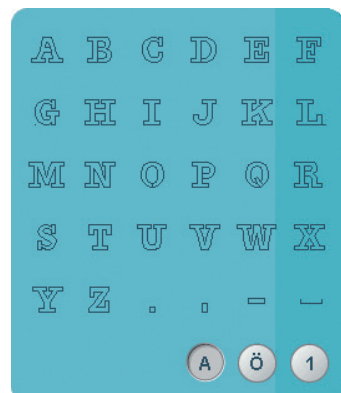 A B C D E F
G H I J K L
M N O P Q R
S T U V W X
Y Z . , - _
A Ö 1